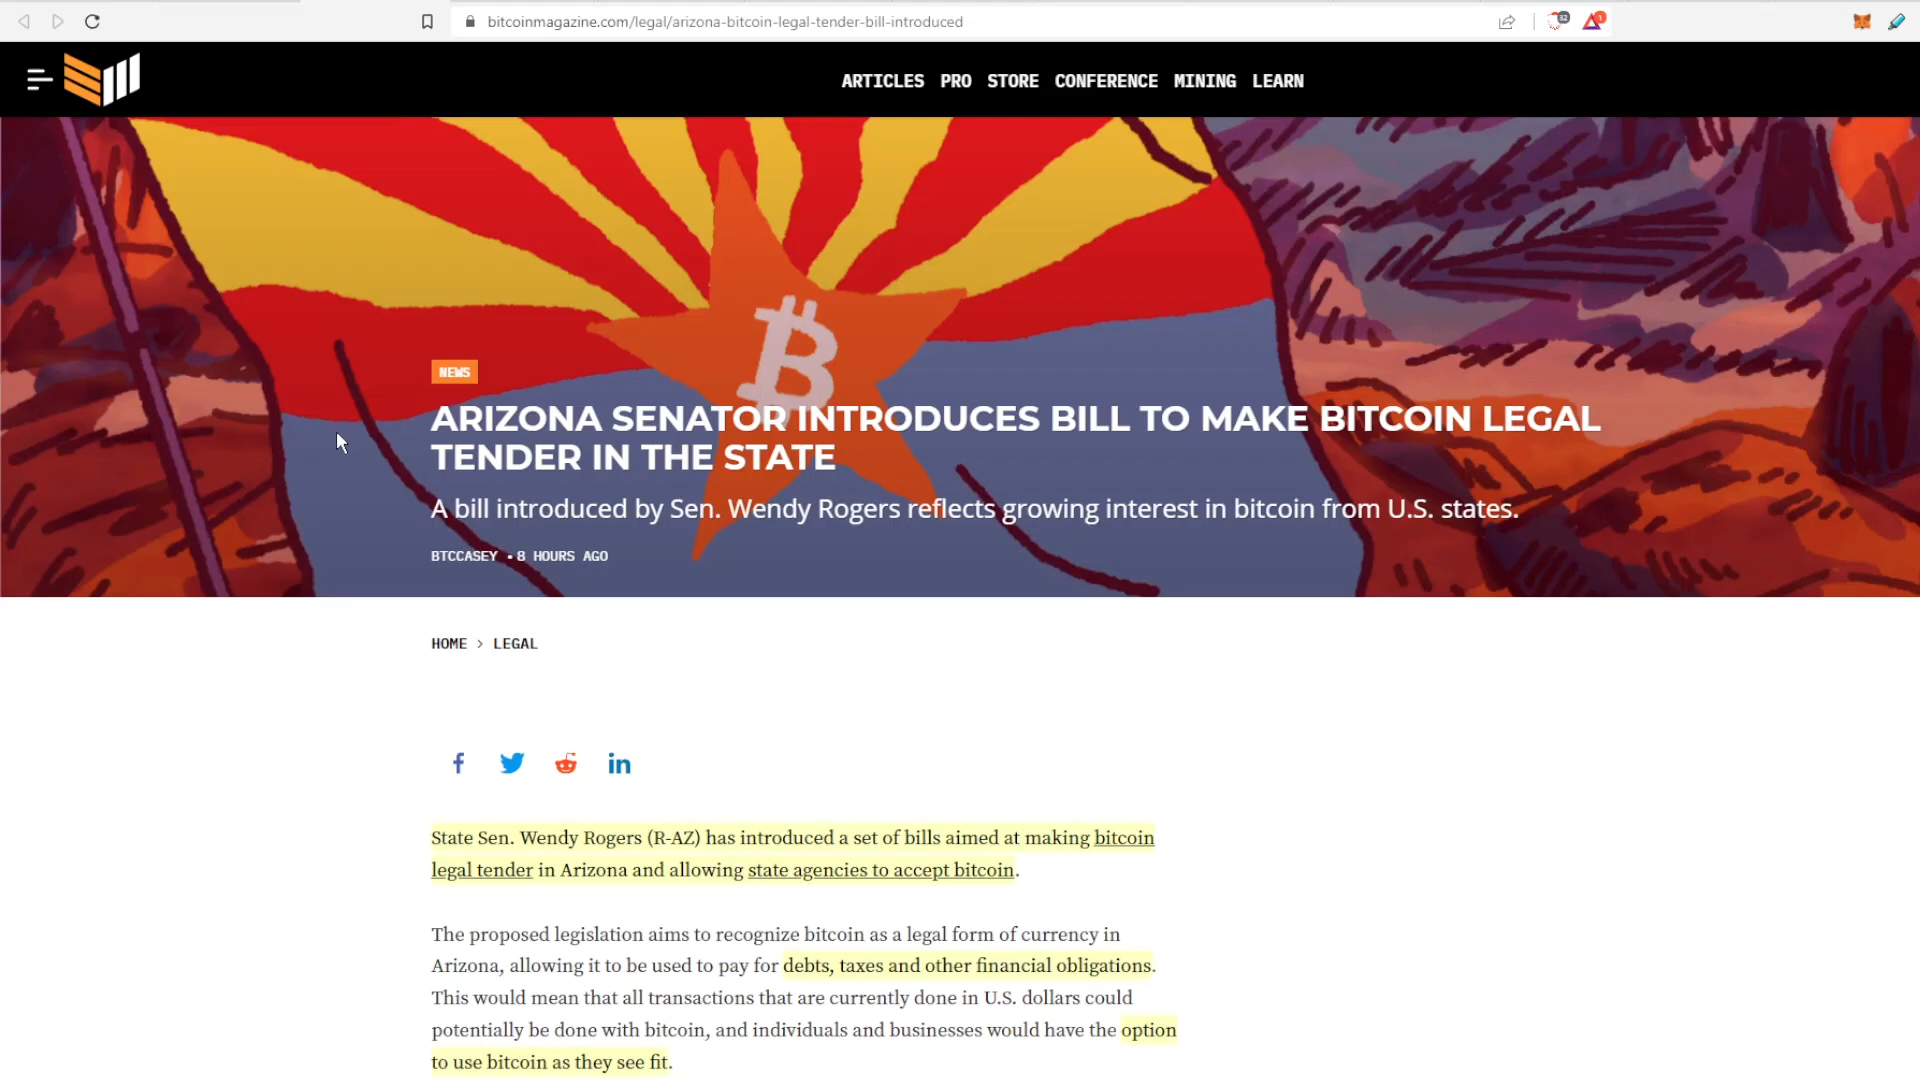 bitcoinmagazine.com/legal/arizona-bitcoin-legal-tender-bill-introduced
32
1
ARTICLES PRO STORE CONFERENCE MINING LEARN
NEWS
ARIZONA SENATOR INTRODUCES BILL TO MAKE BITCOIN LEGAL
TENDER IN THE STATE
A bill introduced by Sen. Wendy Rogers reflects growing interest in bitcoin from U.S. states.
BTCCASEY • 8 HOURS AGO
HOME > LEGAL
State Sen. Wendy Rogers (R-AZ) has introduced a set of bills aimed at making bitcoin
legal tender in Arizona and allowing state agencies to accept bitcoin.
The proposed legislation aims to recognize bitcoin as a legal form of currency in
Arizona, allowing it to be used to pay for debts, taxes and other financial obligations.
This would mean that all transactions that are currently done in U.S. dollars could
potentially be done with bitcoin, and individuals and businesses would have the option
to use bitcoin as they see fit.